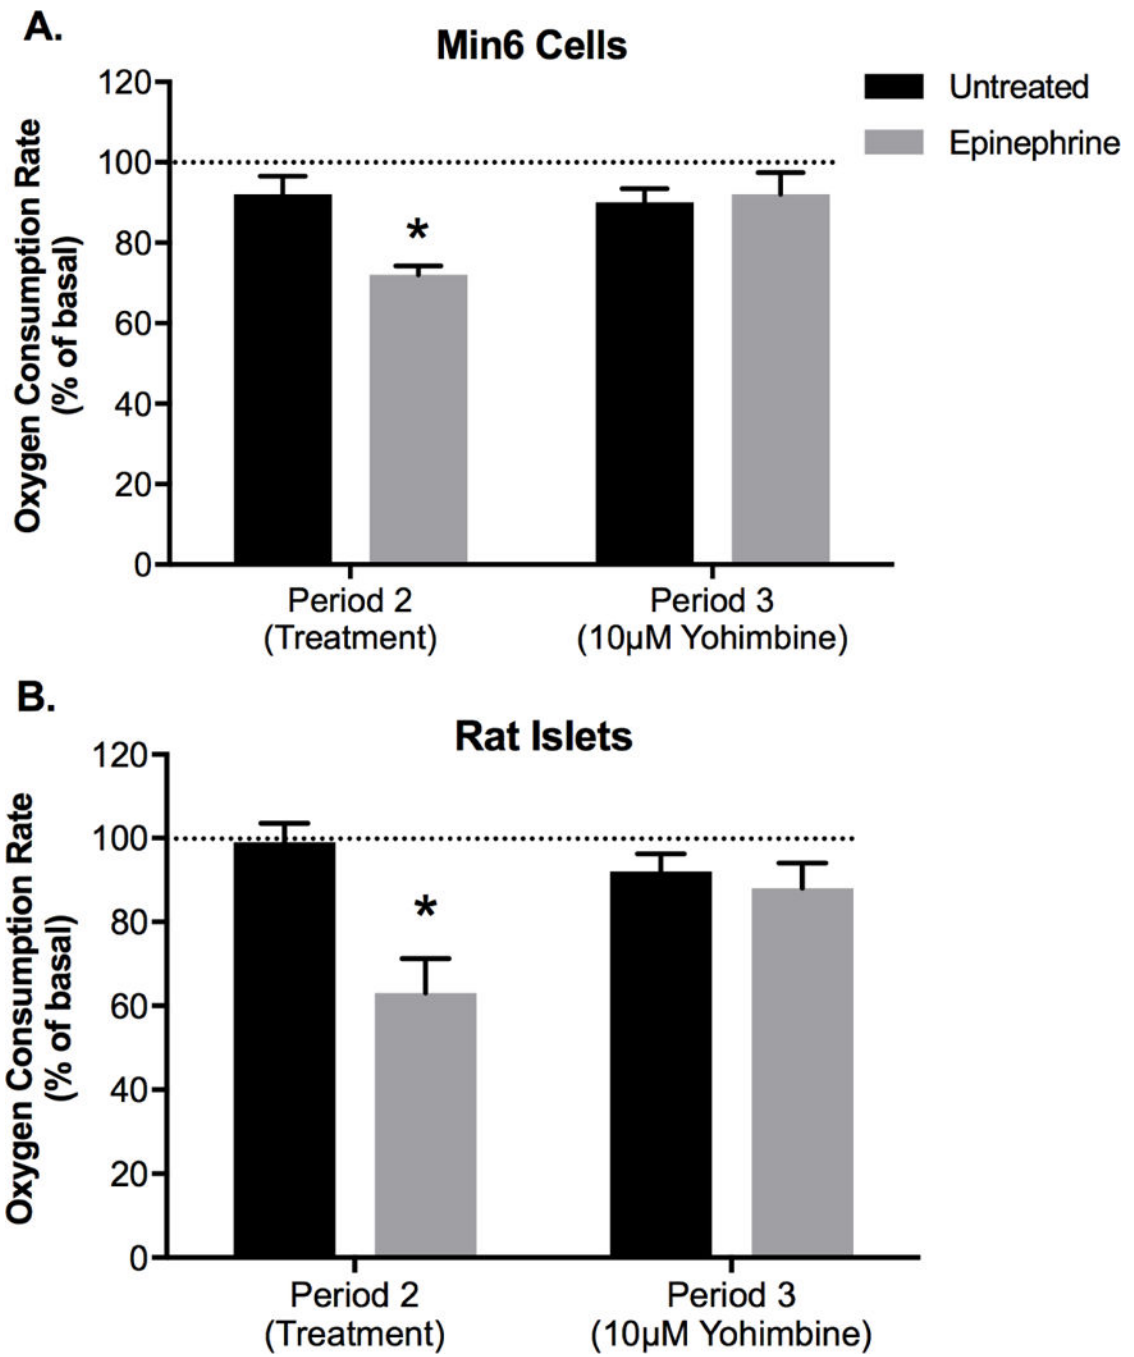 A.
Min6 Cells
Untreated
Epinephrine
Oxygen Consumption Rate
(% of basal)
120
100
80
60
40
20
0
*
Period 2
(Treatment)
Period 3
(10µM Yohimbine)
B.
Rat Islets
Oxygen Consumption Rate
(% of basal)
120
100
80
60
40
20
0
*
Period 2
(Treatment)
Period 3
(10µM Yohimbine)